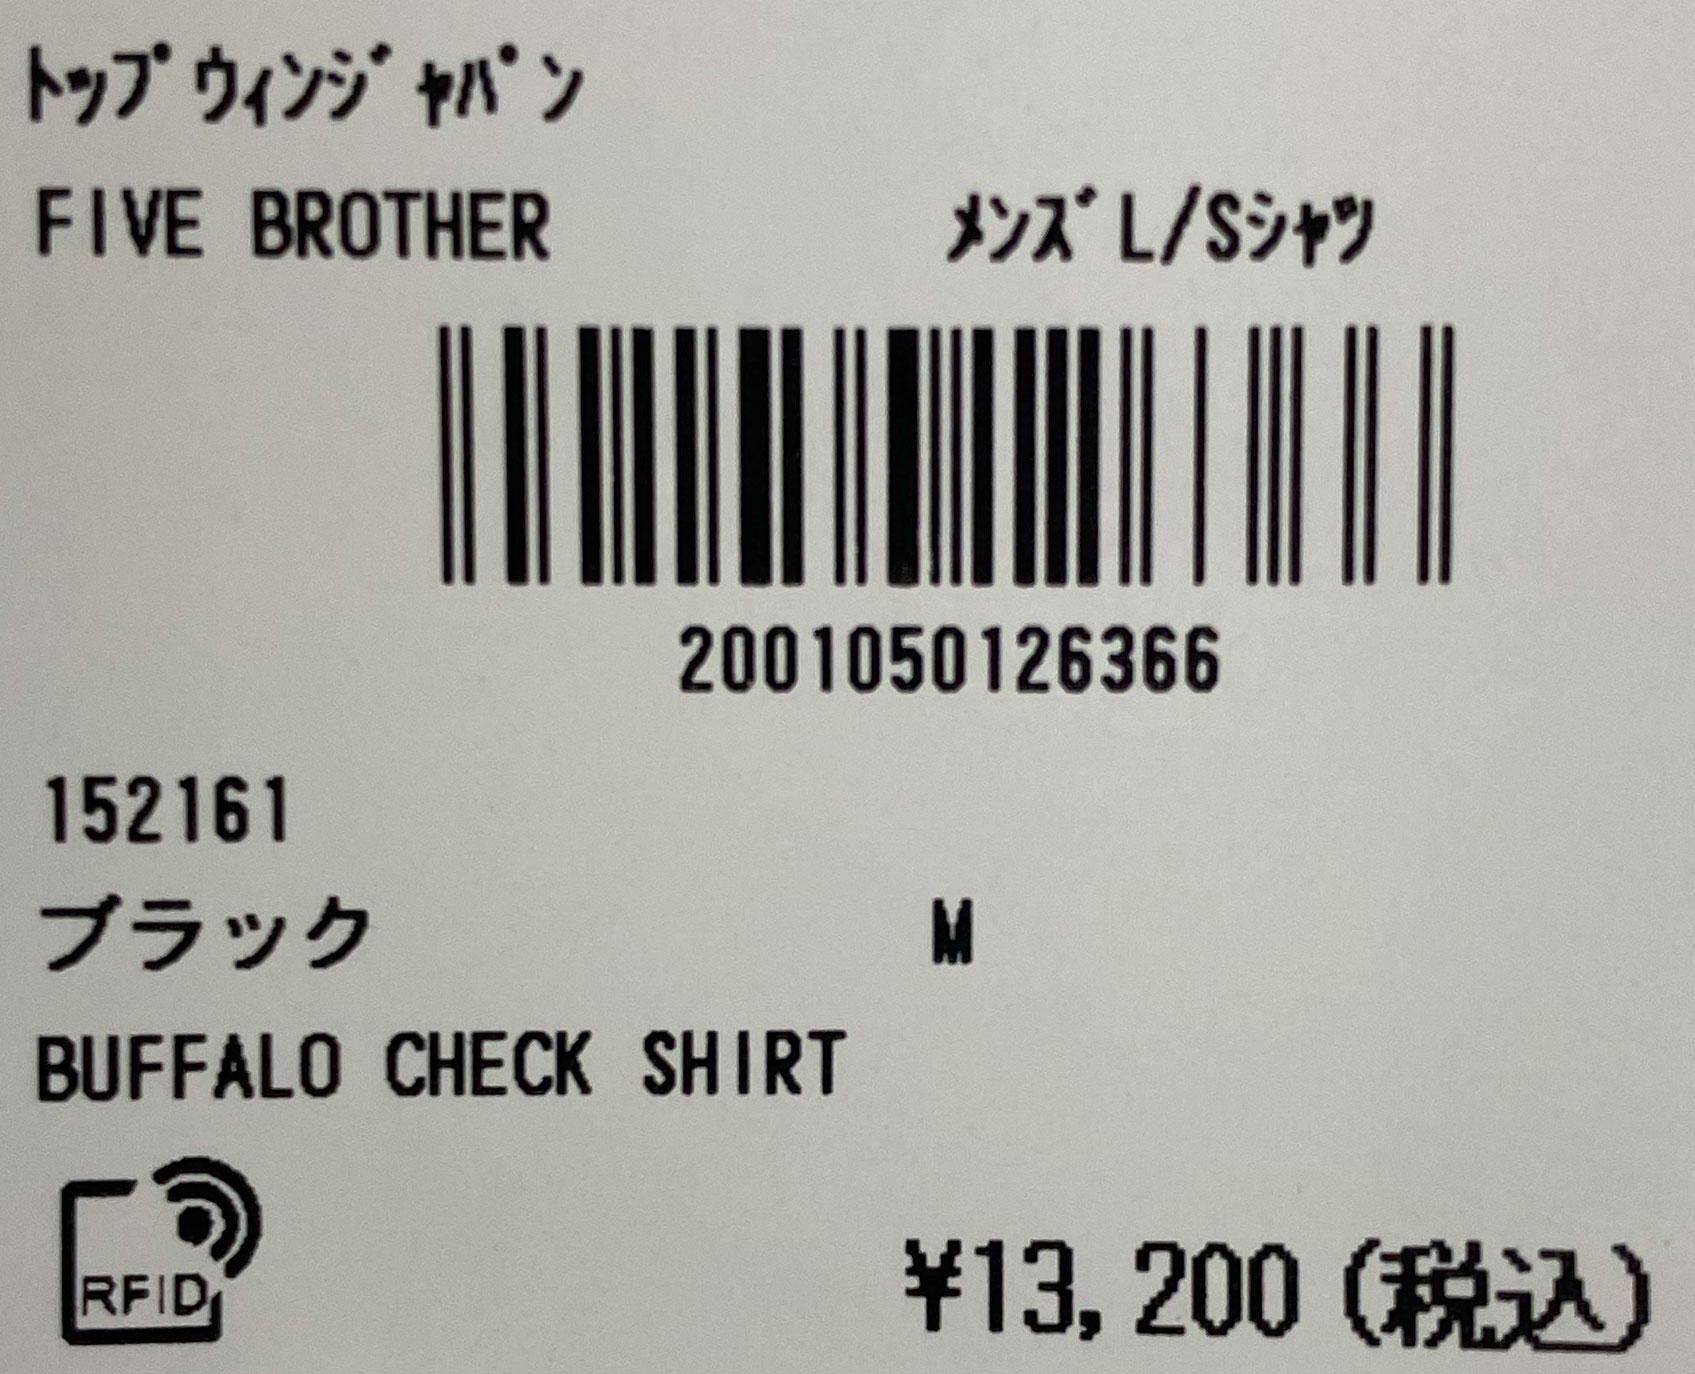 ﾄｯﾌﾟｳｨﾝｼﾞｬﾊﾟﾝ
FIVE BROTHER ﾒﾝｽﾞL/Sｼｬﾂ
2001050126366
152161
ブラック M
BUFFALO CHECK SHIRT
RFID
¥13,200(税込)